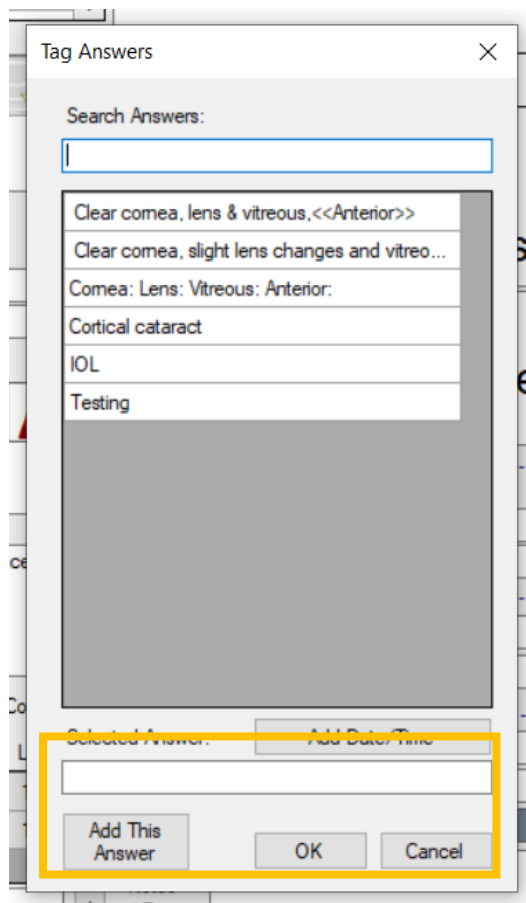 Tag Answers
Search Answers:
Clear cornea, lens & vitreous,<<Anterior>>
Clear cornea, slight lens changes and vitreo...
Cornea: Lens: Vitreous: Anterior:
Cortical cataract
IOL
Testing
Selected Answer:
Add Date/Time
Add This
Answer
OK
Cancel